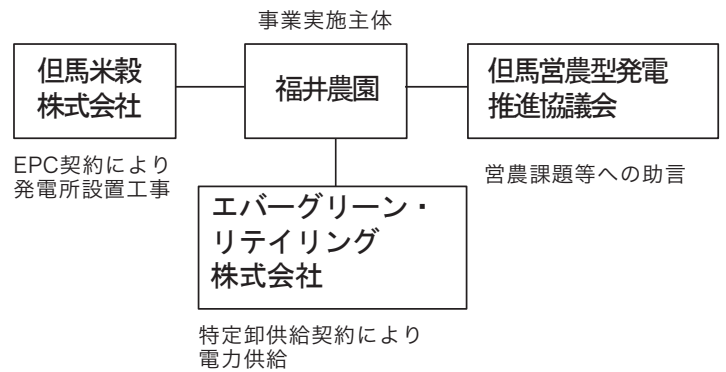 事業実施主体
但馬米穀
株式会社
福井農園
但馬営農型発電
推進協議会
EPC契約により
発電所設置工事
営農課題等への助言
エバーグリーン・
リテイリング
株式会社
特定卸供給契約により
電力供給